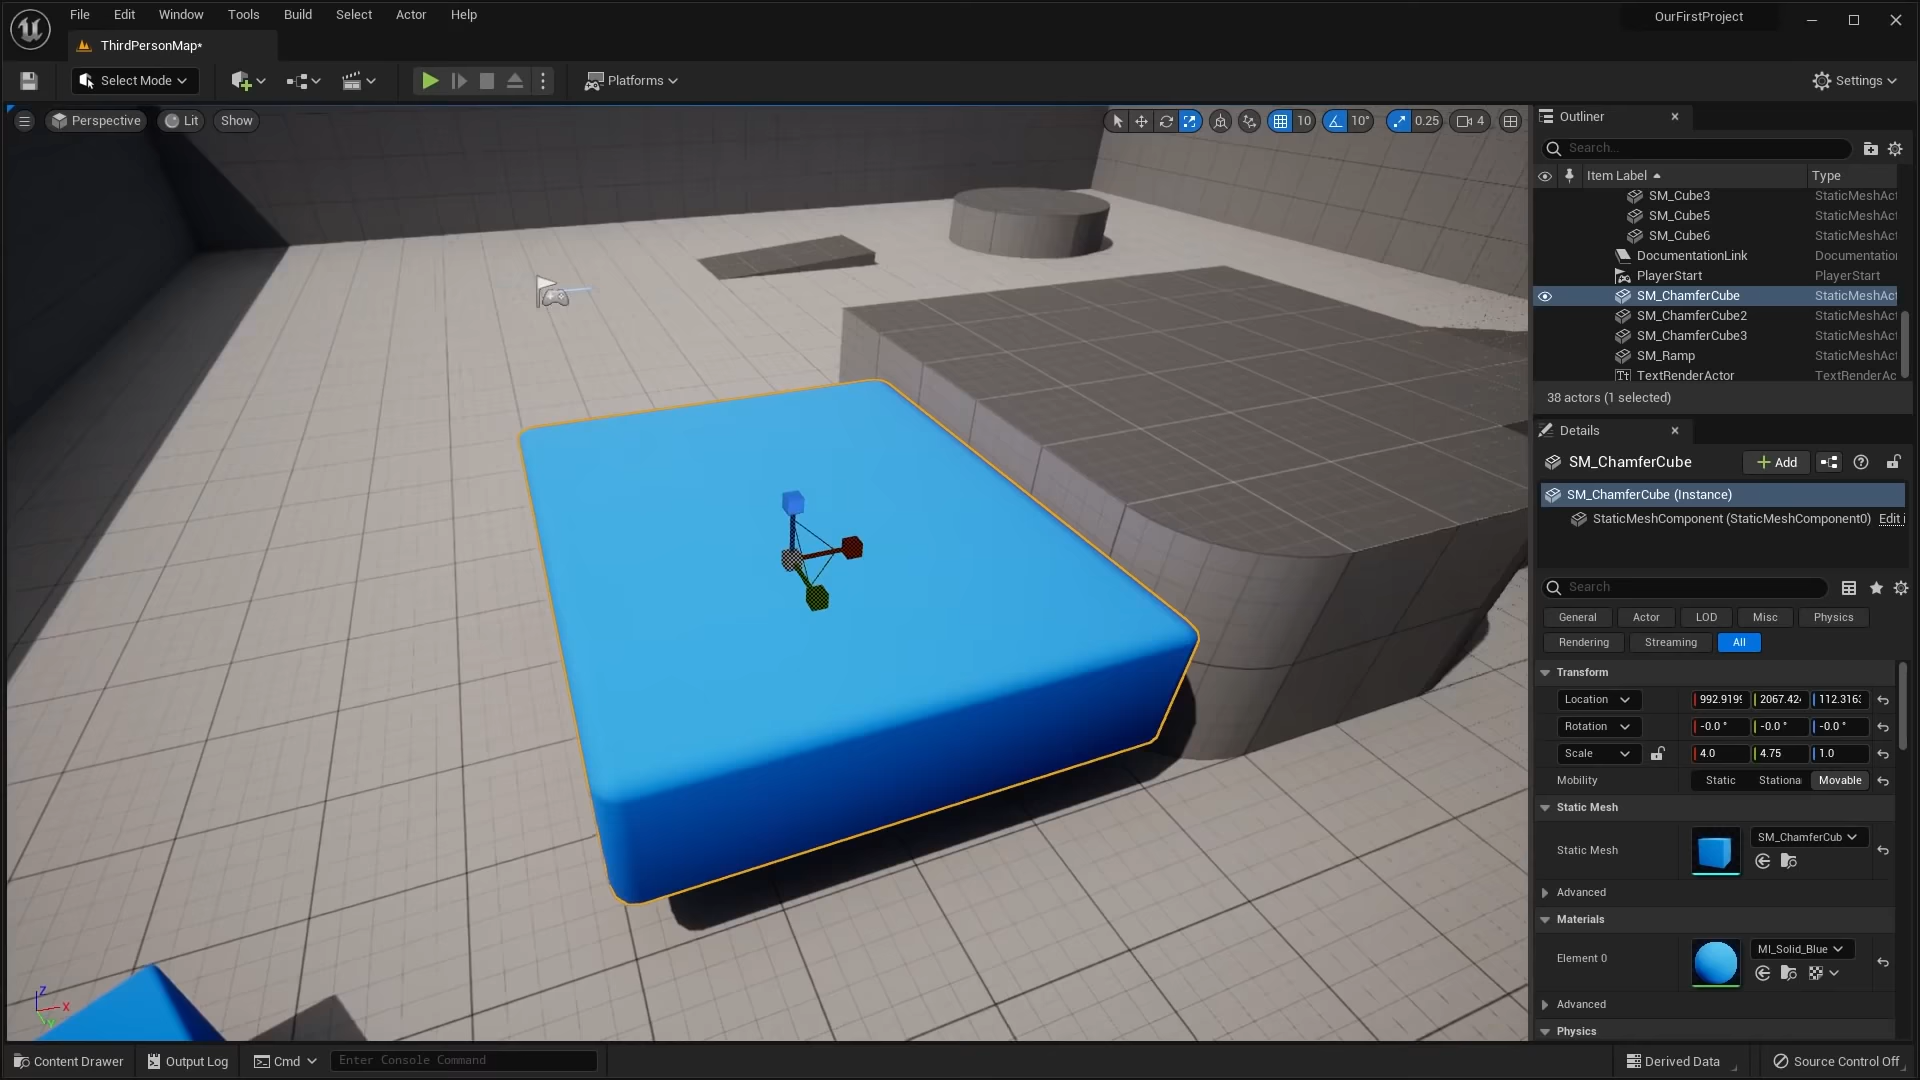 File Edit Window Tools Build Select Actor Help
OurFirstProject
ThirdPersonMap*
Select Mode
Platforms
Settings
Perspective Lit Show
10 10° 0.25 4
Outliner
Search...
Item Label Type
SM_Cube3 StaticMeshAct
SM_Cube5 StaticMeshAct
SM_Cube6 StaticMeshAct
DocumentationLink Documentation
PlayerStart PlayerStart
SM_ChamferCube StaticMeshAct
SM_ChamferCube2 StaticMeshAct
SM_ChamferCube3 StaticMeshAct
SM_Ramp StaticMeshAct
Tt TextRenderActor TextRenderAc
38 actors (1 selected)
Details
SM_ChamferCube + Add
SM_ChamferCube (Instance)
StaticMeshComponent (StaticMeshComponent0) Edit i
Search
General Actor LOD Misc Physics
Rendering Streaming All
Transform
Location 992.919 2067.42 112.316
Rotation -0.0 ° -0.0 ° -0.0 °
Scale 4.0 4.75 1.0
Mobility Static Stationa Movable
Static Mesh
SM_ChamferCub
Static Mesh
Advanced
Materials
MI_Solid_Blue
Element 0
Advanced
Physics
Z
X
Y
Content Drawer Output Log Cmd Enter Console Command Derived Data Source Control Off